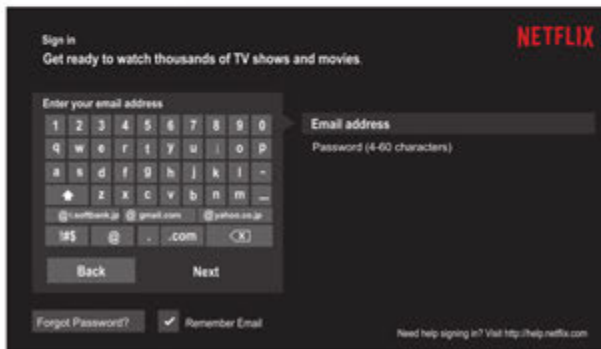 Sign in
NETFLIX
Get ready to watch thousands of TV shows and movies.
Enter your email address
1 2 3 4 5 6 7 8 9 0
q w e r t y u i o p
a s d f g h j k l -
z x c v b n m _
@i.softbank.jp @gmail.com @yahoo.co.jp
!#$ @ . .com
Back Next
Email address
Password (4-60 characters)
Forgot Password?
Remember Email
Need help signing in? Visit http://help.netflix.com